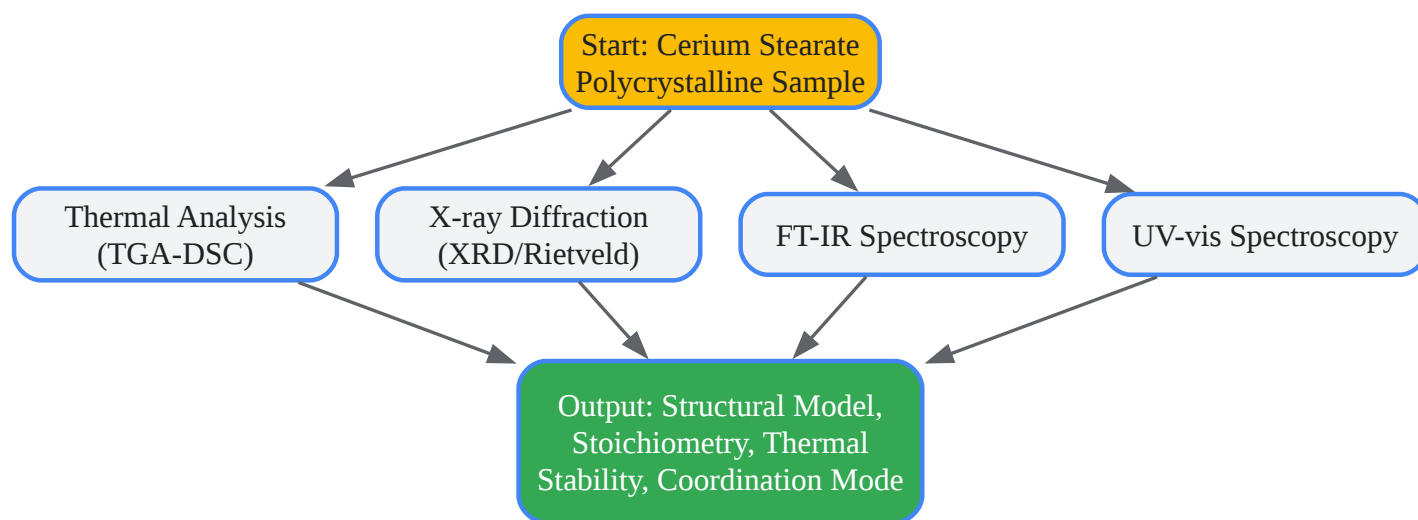 Start: Cerium Stearate
Polycrystalline Sample
Thermal Analysis
(TGA-DSC)
X-ray Diffraction
(XRD/Rietveld)
FT-IR Spectroscopy
UV-vis Spectroscopy
Output: Structural Model,
Stoichiometry, Thermal
Stability, Coordination Mode